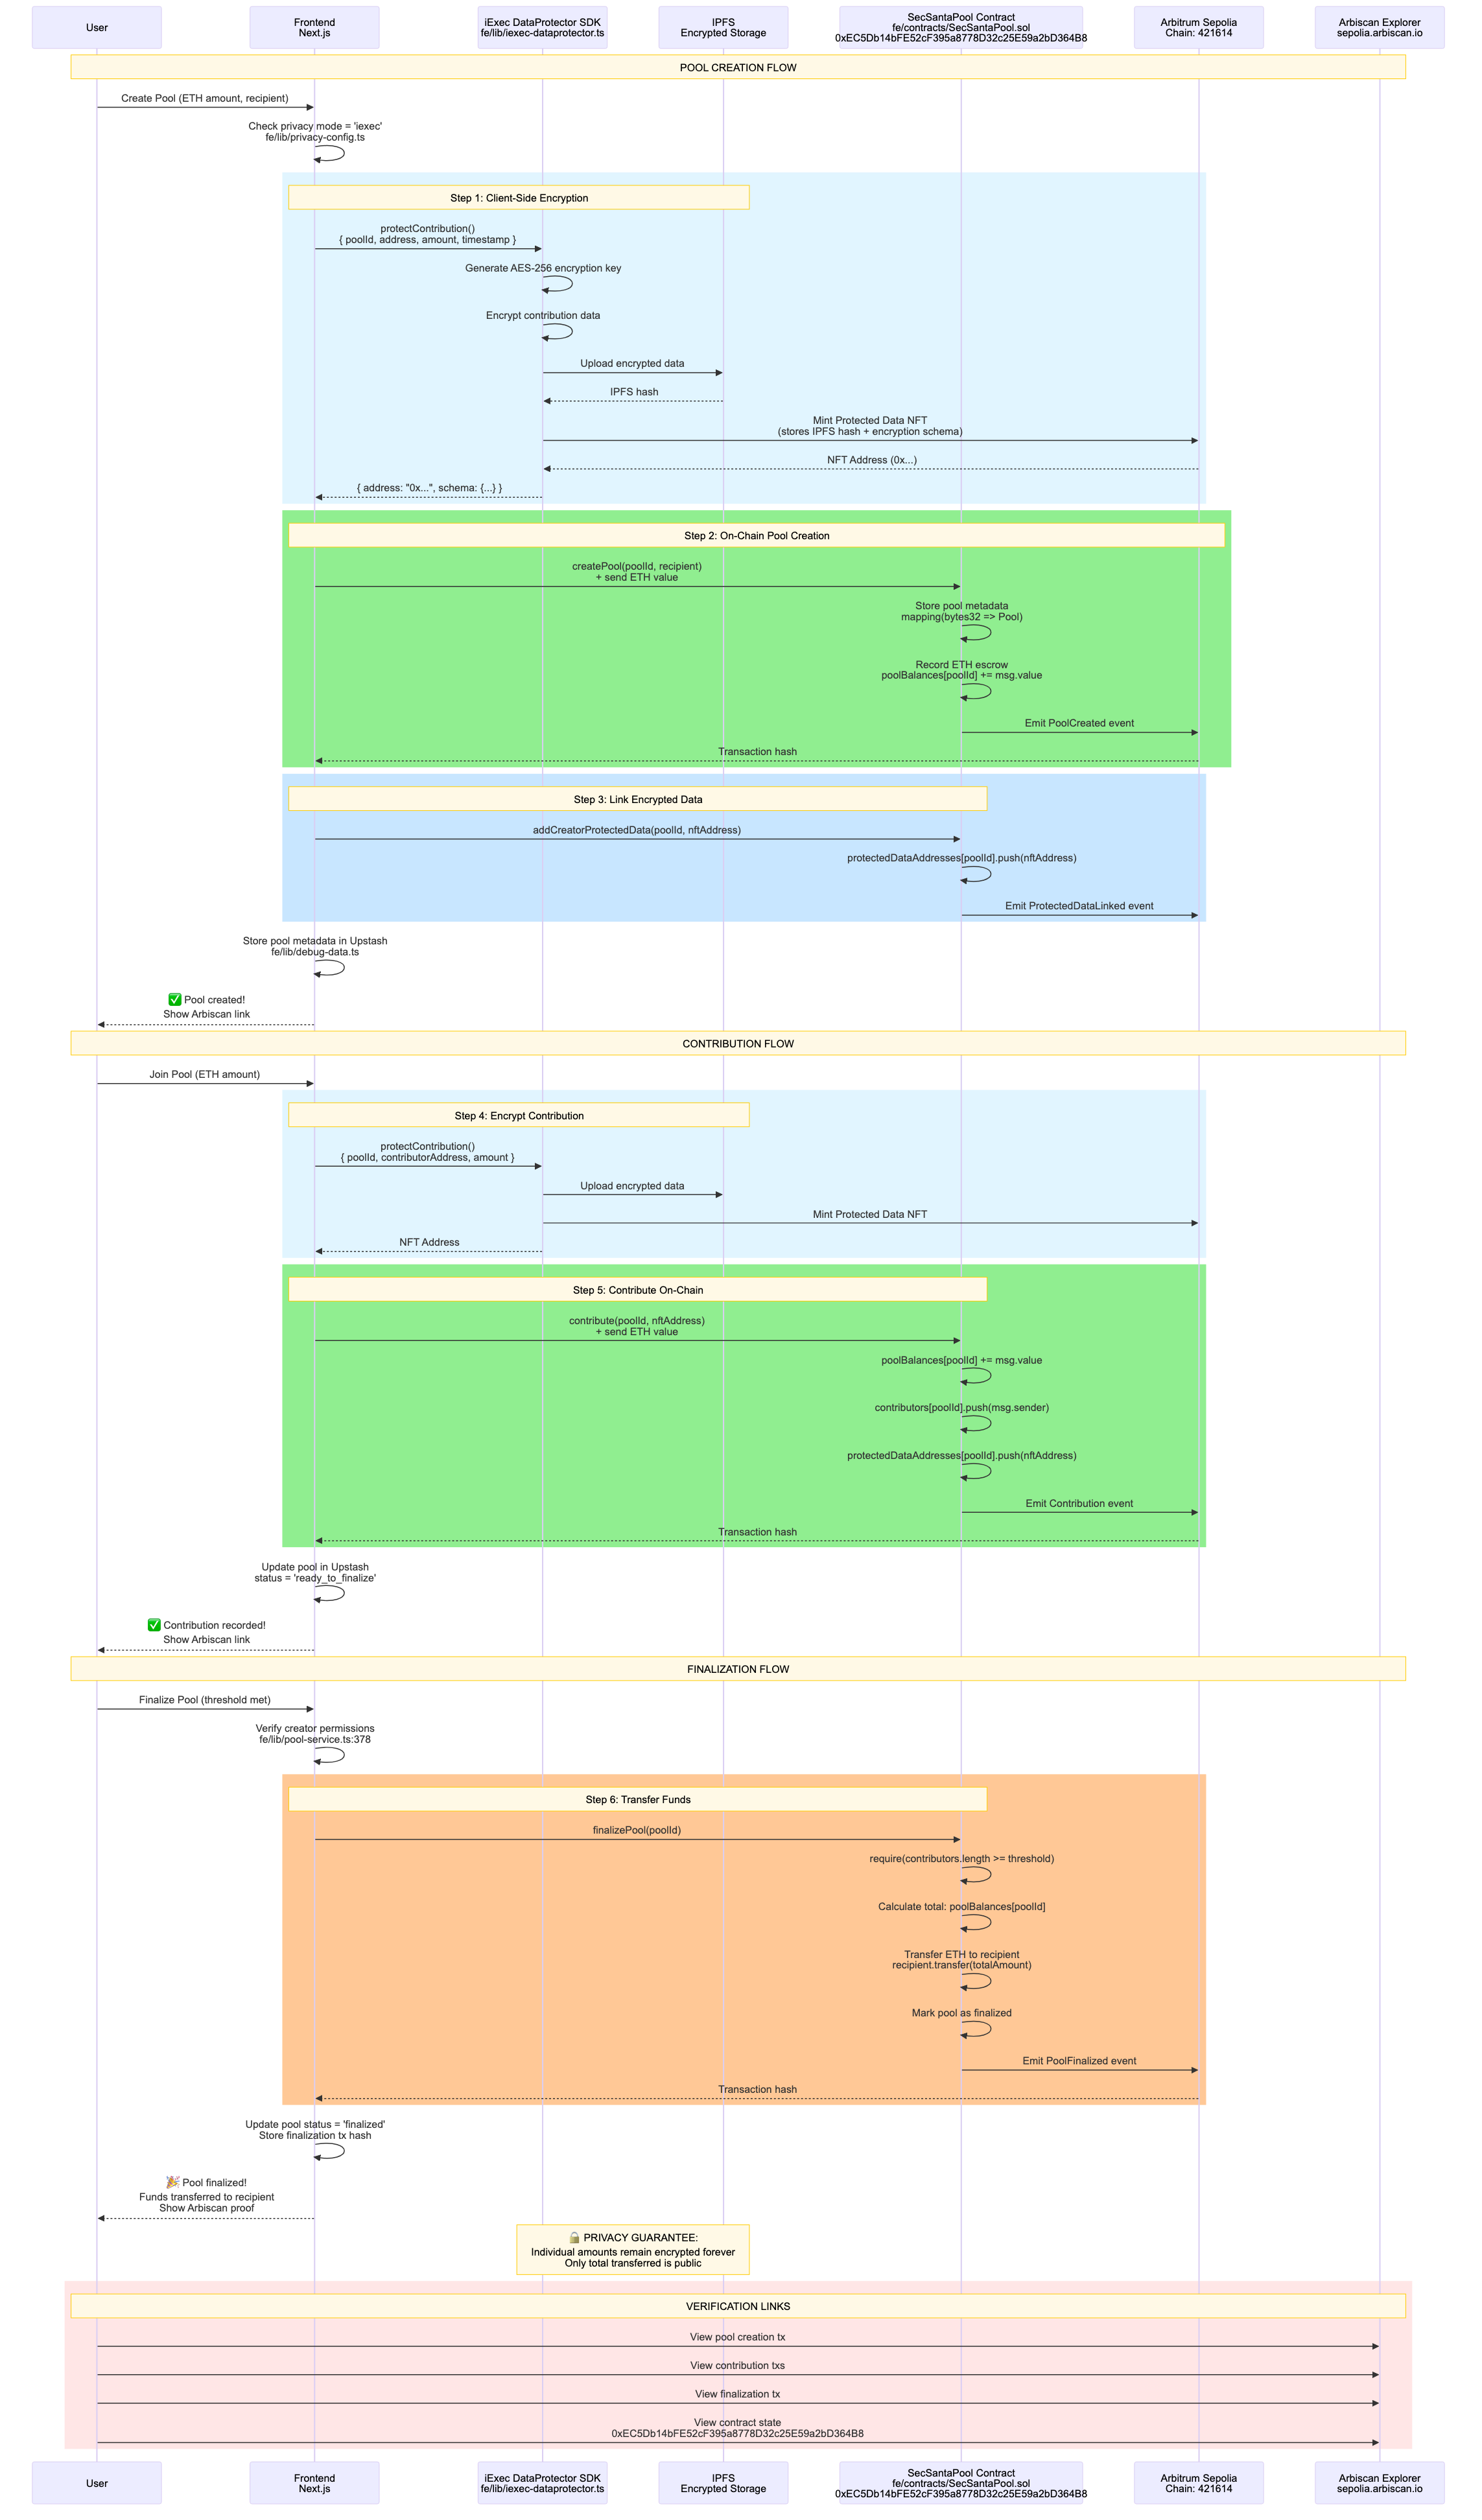 User
Frontend
Next.js
iExec DataProtector SDK
fe/lib/iexec-dataprotector.ts
IPFS
Encrypted Storage
SecSantaPool Contract
fe/contracts/SecSantaPool.sol
0xEC5Db14bFE52cF395a8778D32c25E59a2bD364B8
Arbitrum Sepolia
Chain: 421614
Arbiscan Explorer
sepolia.arbiscan.io
POOL CREATION FLOW
Create Pool (ETH amount, recipient)
Check privacy mode = 'iexec'
fe/lib/privacy-config.ts
Step 1: Client-Side Encryption
protectContribution()
{ poolId, address, amount, timestamp }
Generate AES-256 encryption key
Encrypt contribution data
Upload encrypted data
IPFS hash
Mint Protected Data NFT
(stores IPFS hash + encryption schema)
NFT Address (0x...)
{ address: "0x...", schema: {...} }
Step 2: On-Chain Pool Creation
createPool(poolId, recipient)
+ send ETH value
Store pool metadata
mapping(bytes32 => Pool)
Record ETH escrow
poolBalances[poolId] += msg.value
Emit PoolCreated event
Transaction hash
Step 3: Link Encrypted Data
addCreatorProtectedData(poolId, nftAddress)
protectedDataAddresses[poolId].push(nftAddress)
Emit ProtectedDataLinked event
Store pool metadata in Upstash
fe/lib/debug-data.ts
✅ Pool created!
Show Arbiscan link
CONTRIBUTION FLOW
Join Pool (ETH amount)
Step 4: Encrypt Contribution
protectContribution()
{ poolId, contributorAddress, amount }
Upload encrypted data
Mint Protected Data NFT
NFT Address
Step 5: Contribute On-Chain
contribute(poolId, nftAddress)
+ send ETH value
poolBalances[poolId] += msg.value
contributors[poolId].push(msg.sender)
protectedDataAddresses[poolId].push(nftAddress)
Emit Contribution event
Transaction hash
Update pool in Upstash
status = 'ready_to_finalize'
✅ Contribution recorded!
Show Arbiscan link
FINALIZATION FLOW
Finalize Pool (threshold met)
Verify creator permissions
fe/lib/pool-service.ts:378
Step 6: Transfer Funds
finalizePool(poolId)
require(contributors.length >= threshold)
Calculate total: poolBalances[poolId]
Transfer ETH to recipient
recipient.transfer(totalAmount)
Mark pool as finalized
Emit PoolFinalized event
Transaction hash
Update pool status = 'finalized'
Store finalization tx hash
🎉 Pool finalized!
Funds transferred to recipient
Show Arbiscan proof
🔒 PRIVACY GUARANTEE:
Individual amounts remain encrypted forever
Only total transferred is public
VERIFICATION LINKS
View pool creation tx
View contribution txs
View finalization tx
View contract state
0xEC5Db14bFE52cF395a8778D32c25E59a2bD364B8
User
Frontend
Next.js
iExec DataProtector SDK
fe/lib/iexec-dataprotector.ts
IPFS
Encrypted Storage
SecSantaPool Contract
fe/contracts/SecSantaPool.sol
0xEC5Db14bFE52cF395a8778D32c25E59a2bD364B8
Arbitrum Sepolia
Chain: 421614
Arbiscan Explorer
sepolia.arbiscan.io